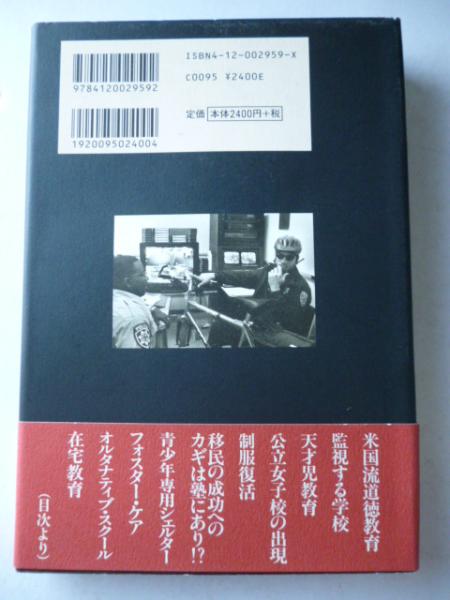 ISBN4-12-002959-X
C0095 ¥2400E
定価 本体2400円+税
9784120029592
1920095024004
米国流道徳教育
監視する学校
天才児教育
公立女子校の出現
制服復活
移民の成功への
カギは塾にあり!?
青少年専用シェルター
フォスター・ケア
オルタナティブ・スクール
在宅教育
(目次より)